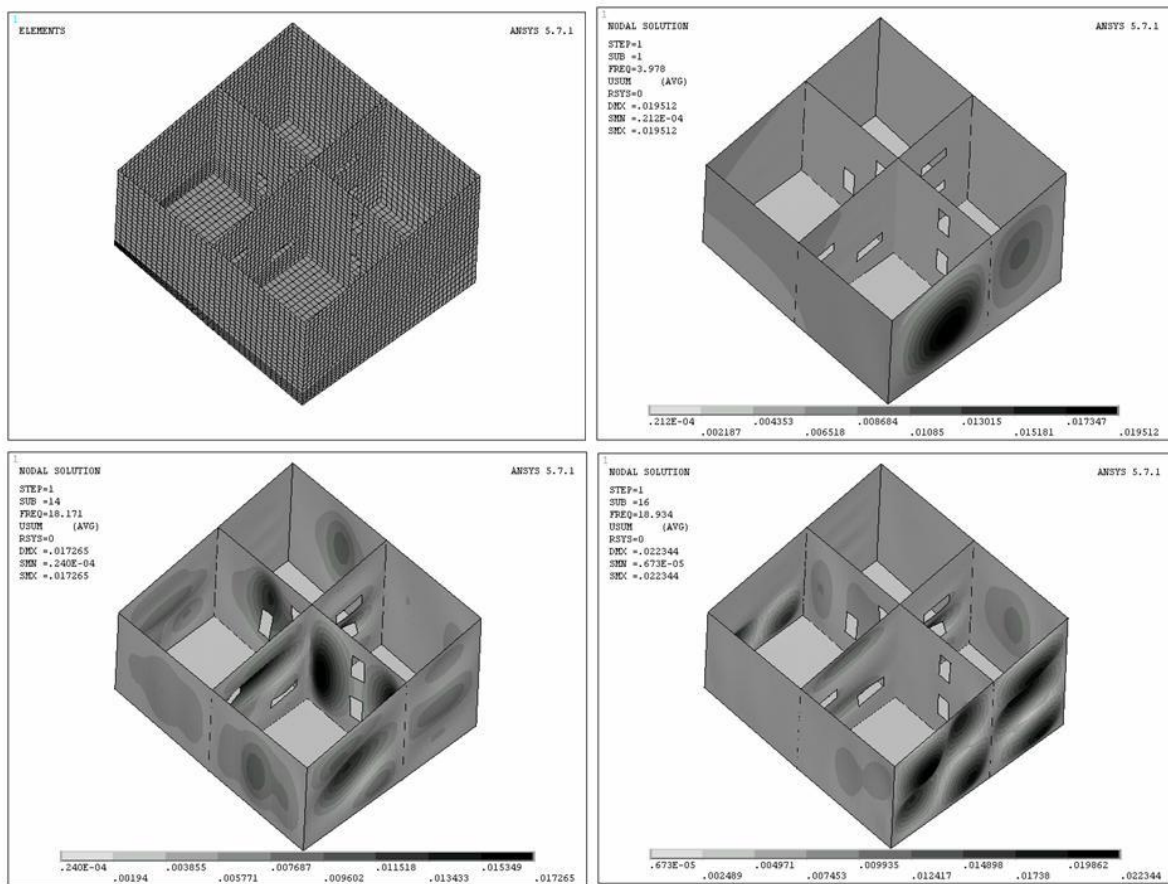 1
ELEMENTS
ANSYS 5.7.1
1
NODAL SOLUTION
ANSYS 5.7.1
STEP=1
SUB =1
FREQ=3.978
USUM (AVG)
RSYS=0
DMX =.019512
SMN =.212E-04
SMX =.019512
.212E-04 .004353 .008684 .013015 .017347
.002187 .006518 .01085 .015181 .019512
1
NODAL SOLUTION
ANSYS 5.7.1
STEP=1
SUB =14
FREQ=18.171
USUM (AVG)
RSYS=0
DMX =.017265
SMN =.240E-04
SMX =.017265
.240E-04 .003855 .007687 .011518 .015349
.00194 .005771 .009602 .013433 .017265
1
NODAL SOLUTION
ANSYS 5.7.1
STEP=1
SUB =16
FREQ=18.934
USUM (AVG)
RSYS=0
DMX =.022344
SMN =.673E-05
SMX =.022344
.673E-05 .004971 .009935 .014898 .019862
.002489 .007453 .012417 .01738 .022344